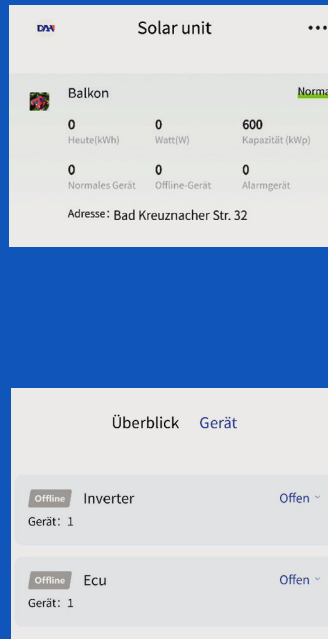 DAH
Solar unit
Balkon
Norma
0 0 600
Heute(kWh) Watt(W) Kapazität (kWp)
0 0 0
Normales Gerät Offline-Gerät Alarmgerät
Adresse: Bad Kreuznacher Str. 32
Überblick Gerät
Offline Inverter Offen
Gerät: 1
Offline Ecu Offen
Gerät: 1